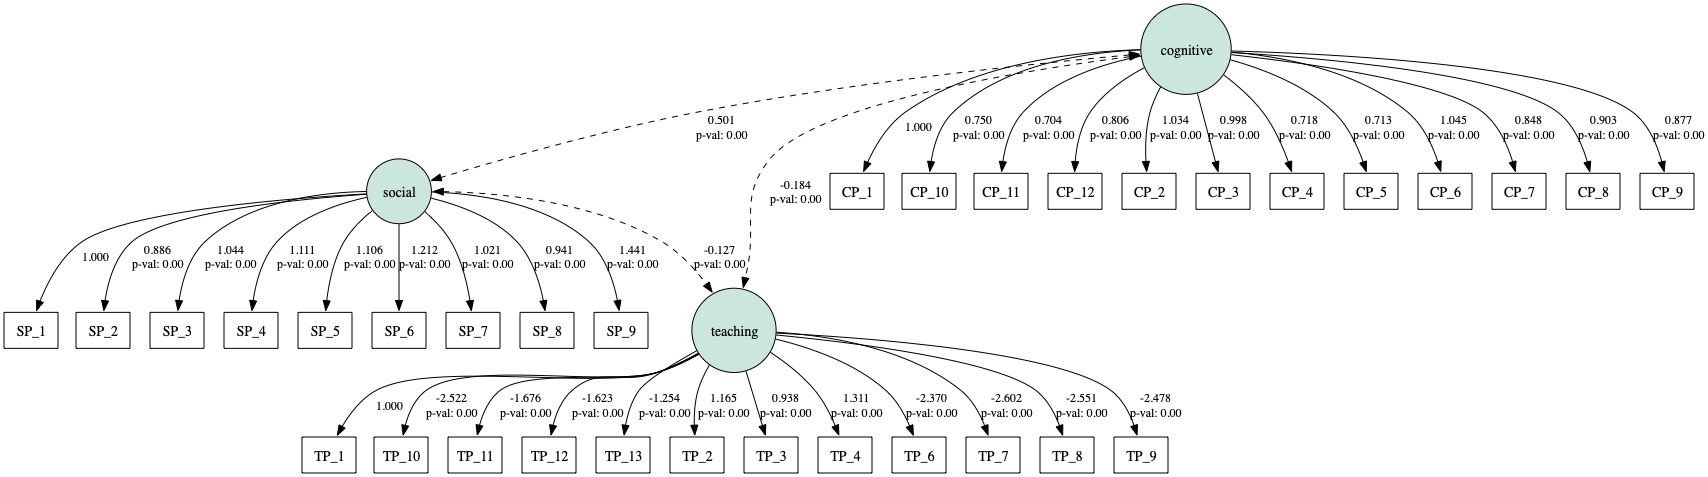 cognitive
0.501
p-val: 0.00
1.000
0.750
p-val: 0.00
0.704
p-val: 0.00
0.806
p-val: 0.00
1.034
p-val: 0.00
0.998
p-val: 0.00
0.718
p-val: 0.00
0.713
p-val: 0.00
1.045
p-val: 0.00
0.848
p-val: 0.00
0.903
p-val: 0.00
0.877
p-val: 0.00
social
-0.184
p-val: 0.00
CP_1
CP_10
CP_11
CP_12
CP_2
CP_3
CP_4
CP_5
CP_6
CP_7
CP_8
CP_9
1.000
0.886
p-val: 0.00
1.044
p-val: 0.00
1.111
p-val: 0.00
1.106
p-val: 0.00
1.212
p-val: 0.00
1.021
p-val: 0.00
0.941
p-val: 0.00
1.441
p-val: 0.00
-0.127
p-val: 0.00
SP_1
SP_2
SP_3
SP_4
SP_5
SP_6
SP_7
SP_8
SP_9
teaching
1.000
-2.522
p-val: 0.00
-1.676
p-val: 0.00
-1.623
p-val: 0.00
-1.254
p-val: 0.00
1.165
p-val: 0.00
0.938
p-val: 0.00
1.311
p-val: 0.00
-2.370
p-val: 0.00
-2.602
p-val: 0.00
-2.551
p-val: 0.00
-2.478
p-val: 0.00
TP_1
TP_10
TP_11
TP_12
TP_13
TP_2
TP_3
TP_4
TP_6
TP_7
TP_8
TP_9